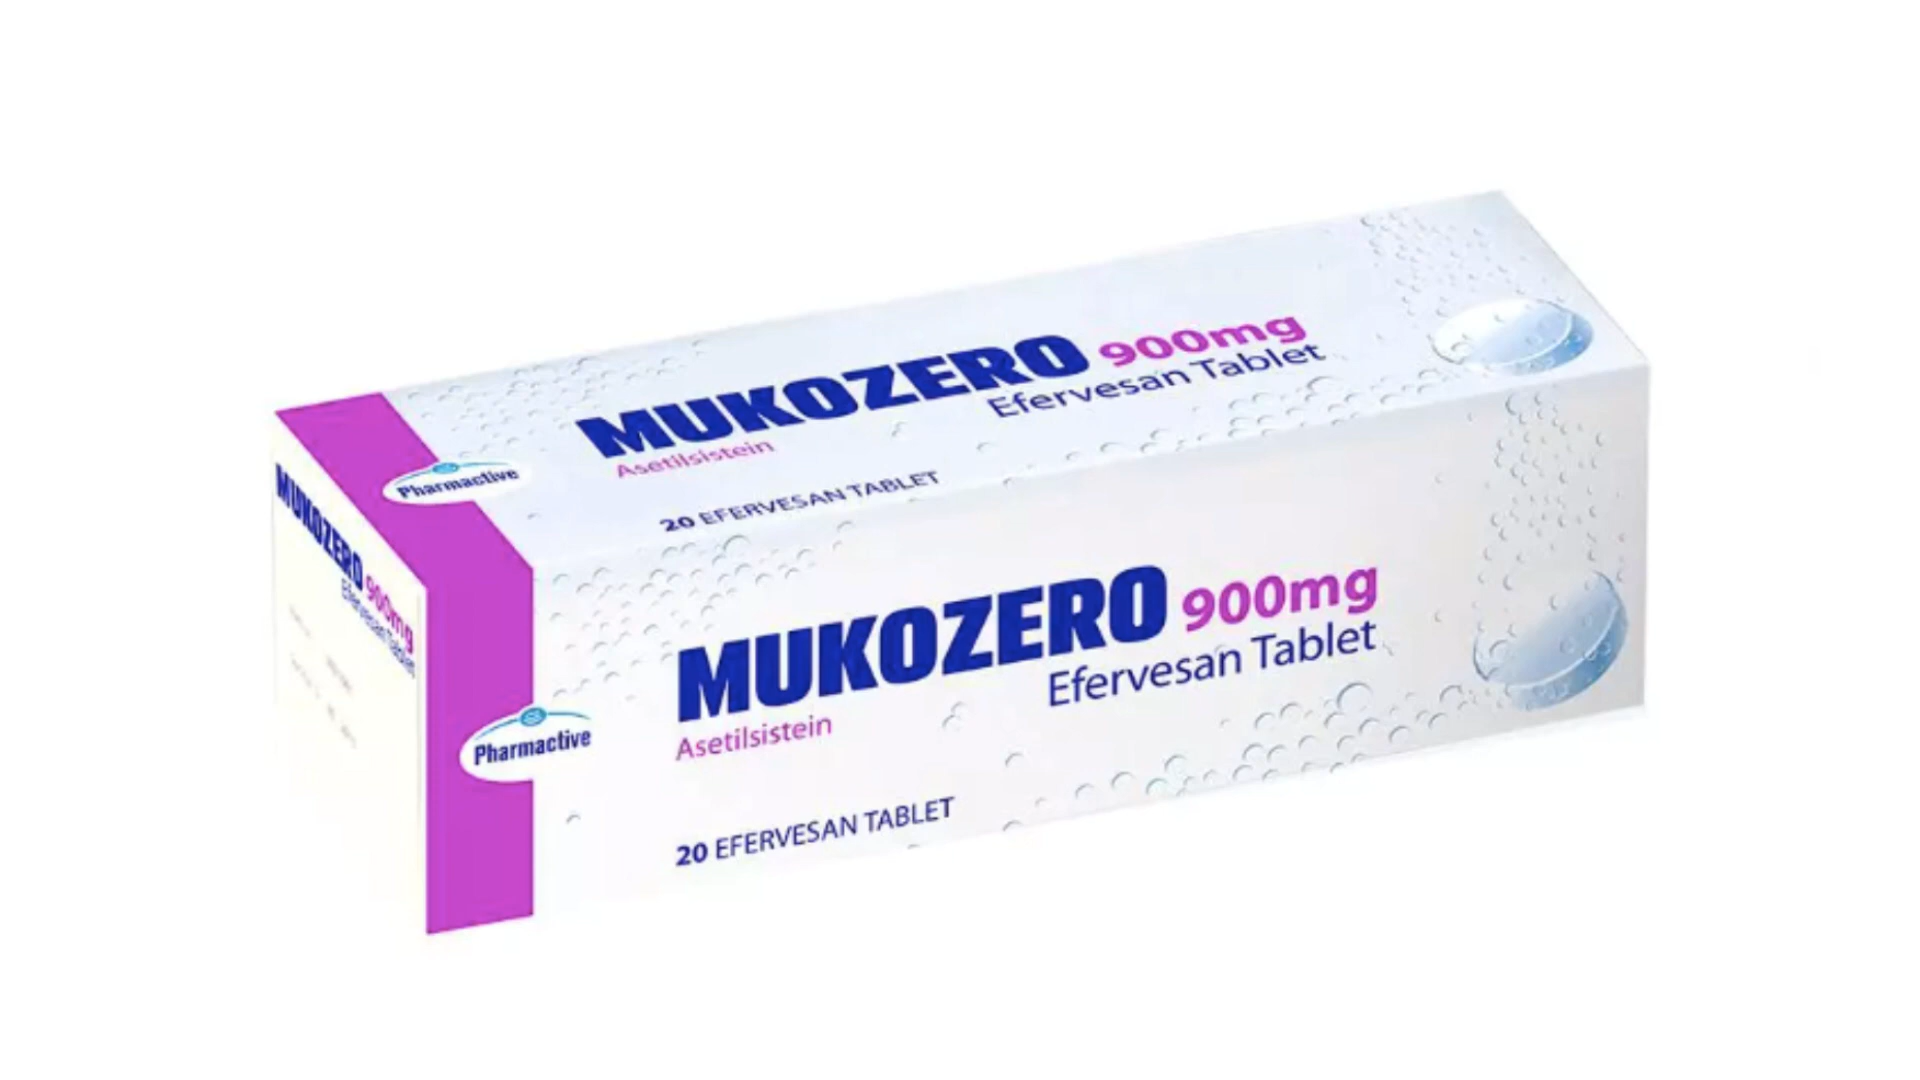 MUKOZERO 900mg
Efervesan Tablet
Asetilsistein
Pharmactive
20 EFERVESAN TABLET
MUKOZERO 900mg
Efervesan Tablet
MUKOZERO 900mg
Efervesan Tablet
Asetilsistein
Pharmactive
20 EFERVESAN TABLET